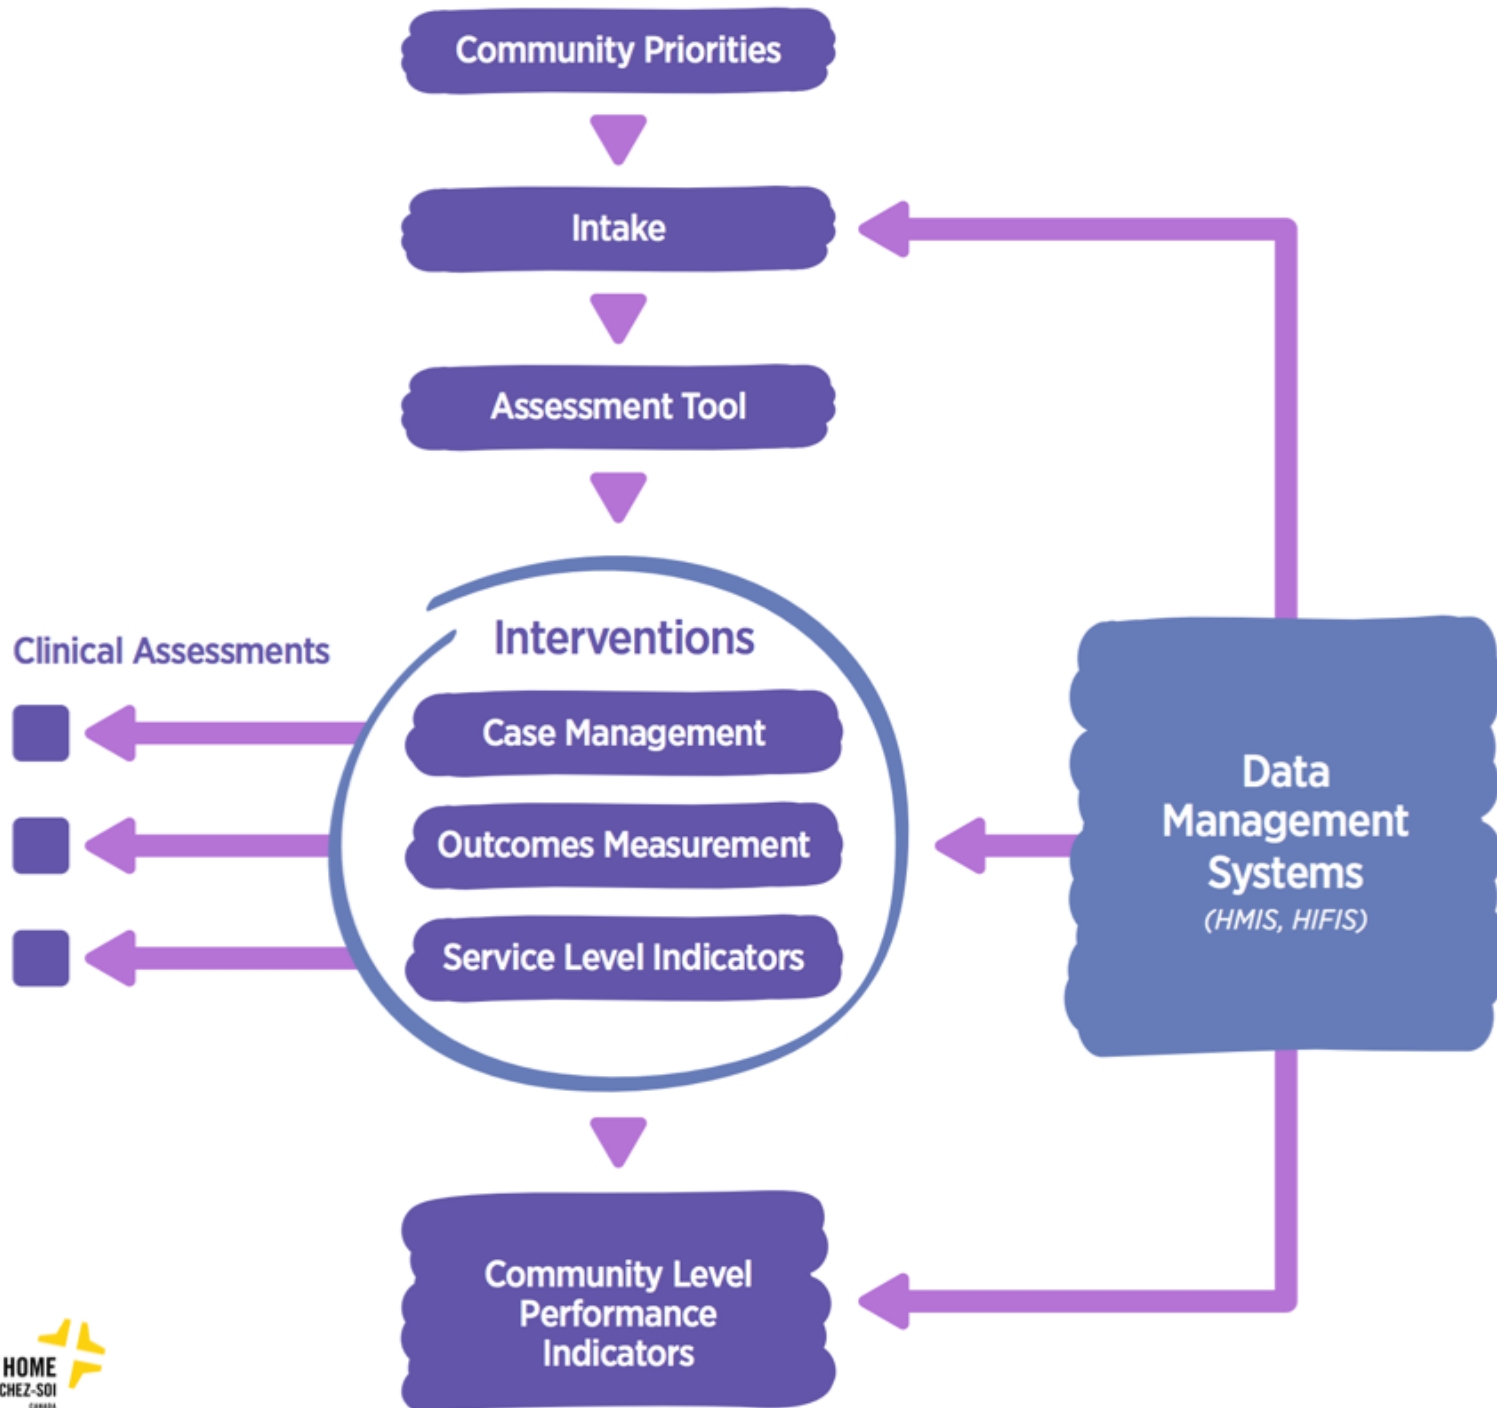 Community Priorities
Intake
Assessment Tool
Interventions
Clinical Assessments
Case Management
Outcomes Measurement
Service Level Indicators
Data
Management
Systems
(HMIS, HIFIS)
Community Level
Performance
Indicators
HOME
CHEZ-SOI
CANADA